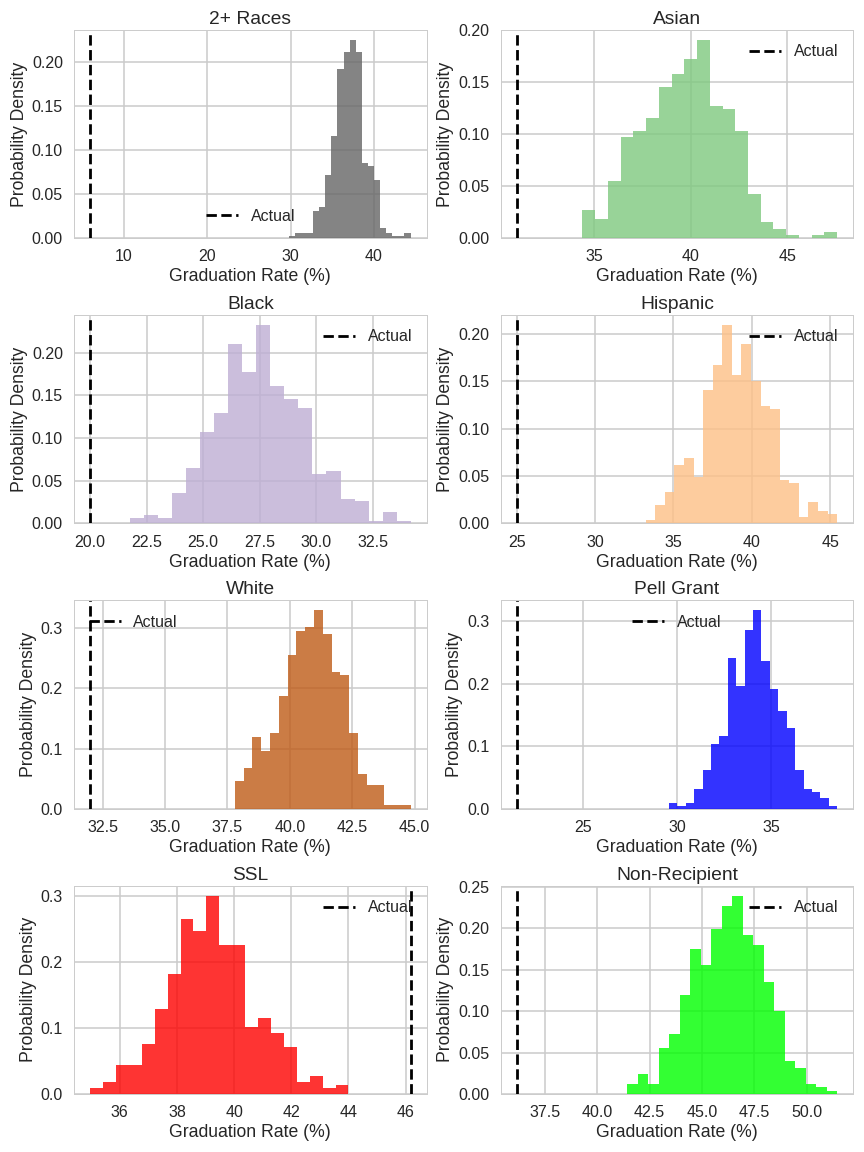 2+ Races
Asian
Probability Density
0.20
0.15
0.10
0.05
0.00
Actual
10
20
30
40
Graduation Rate (%)
Probability Density
0.20
0.15
0.10
0.05
0.00
Actual
35
40
45
Graduation Rate (%)
Black
Hispanic
Probability Density
0.20
0.15
0.10
0.05
0.00
Actual
20.0
22.5
25.0
27.5
30.0
32.5
Graduation Rate (%)
Probability Density
0.20
0.15
0.10
0.05
0.00
Actual
25
30
35
40
45
Graduation Rate (%)
White
Pell Grant
Probability Density
0.3
0.2
0.1
0.0
Actual
32.5
35.0
37.5
40.0
42.5
45.0
Graduation Rate (%)
Probability Density
0.3
0.2
0.1
0.0
Actual
25
30
35
Graduation Rate (%)
SSL
Non-Recipient
Probability Density
0.3
0.2
0.1
0.0
Actual
36
38
40
42
44
46
Graduation Rate (%)
Probability Density
0.25
0.20
0.15
0.10
0.05
0.00
Actual
37.5
40.0
42.5
45.0
47.5
50.0
Graduation Rate (%)